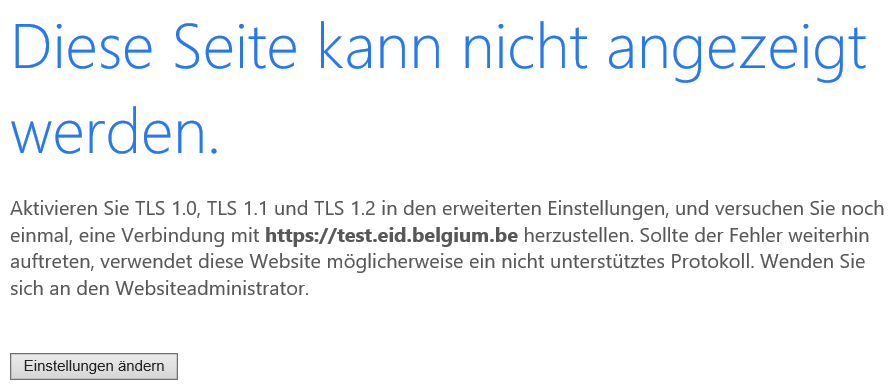 Diese Seite kann nicht angezeigt
werden.
Aktivieren Sie TLS 1.0, TLS 1.1 und TLS 1.2 in den erweiterten Einstellungen, und versuchen Sie noch
einmal, eine Verbindung mit https://test.eid.belgium.be herzustellen. Sollte der Fehler weiterhin
auftreten, verwendet diese Website möglicherweise ein nicht unterstütztes Protokoll. Wenden Sie
sich an den Websiteadministrator.
Einstellungen ändern